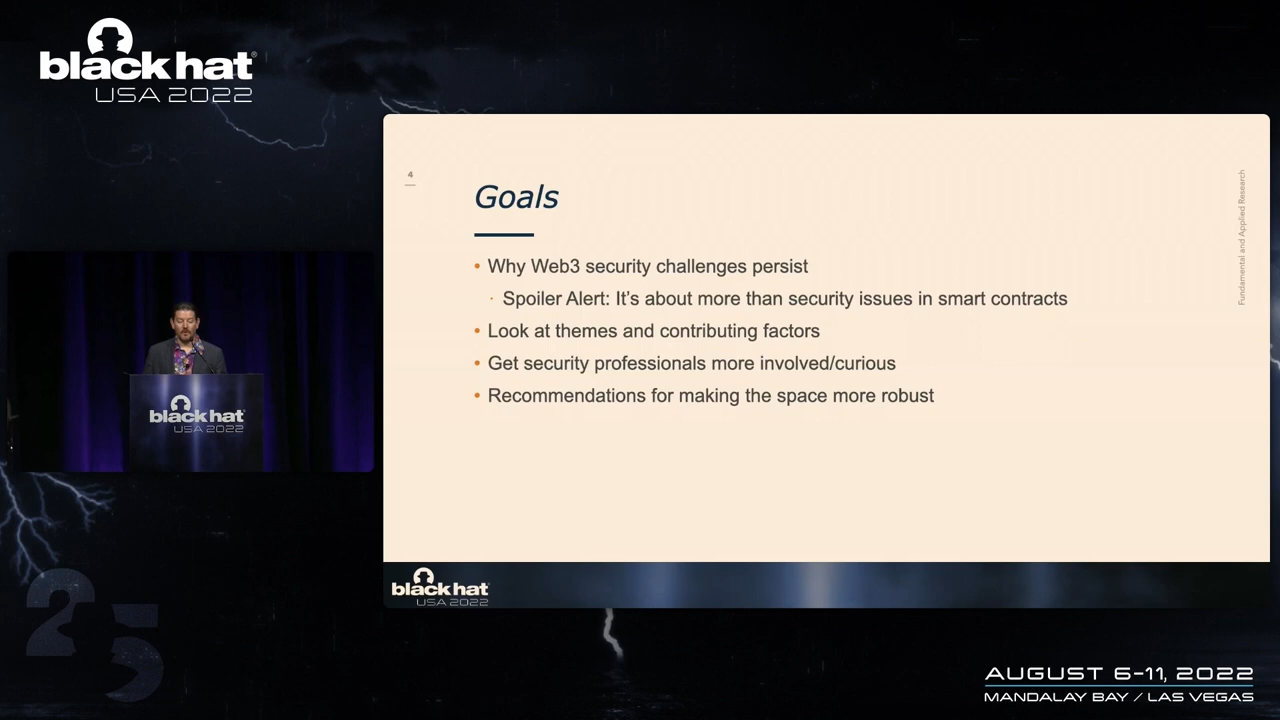 black hat®
USA 2022
4
Goals
Fundamental and Applied Research
• Why Web3 security challenges persist
· Spoiler Alert: It’s about more than security issues in smart contracts
• Look at themes and contributing factors
• Get security professionals more involved/curious
• Recommendations for making the space more robust
black hat
USA 2022
black hat
USA 2022
25
AUGUST 6-11, 2022
MANDALAY BAY / LAS VEGAS